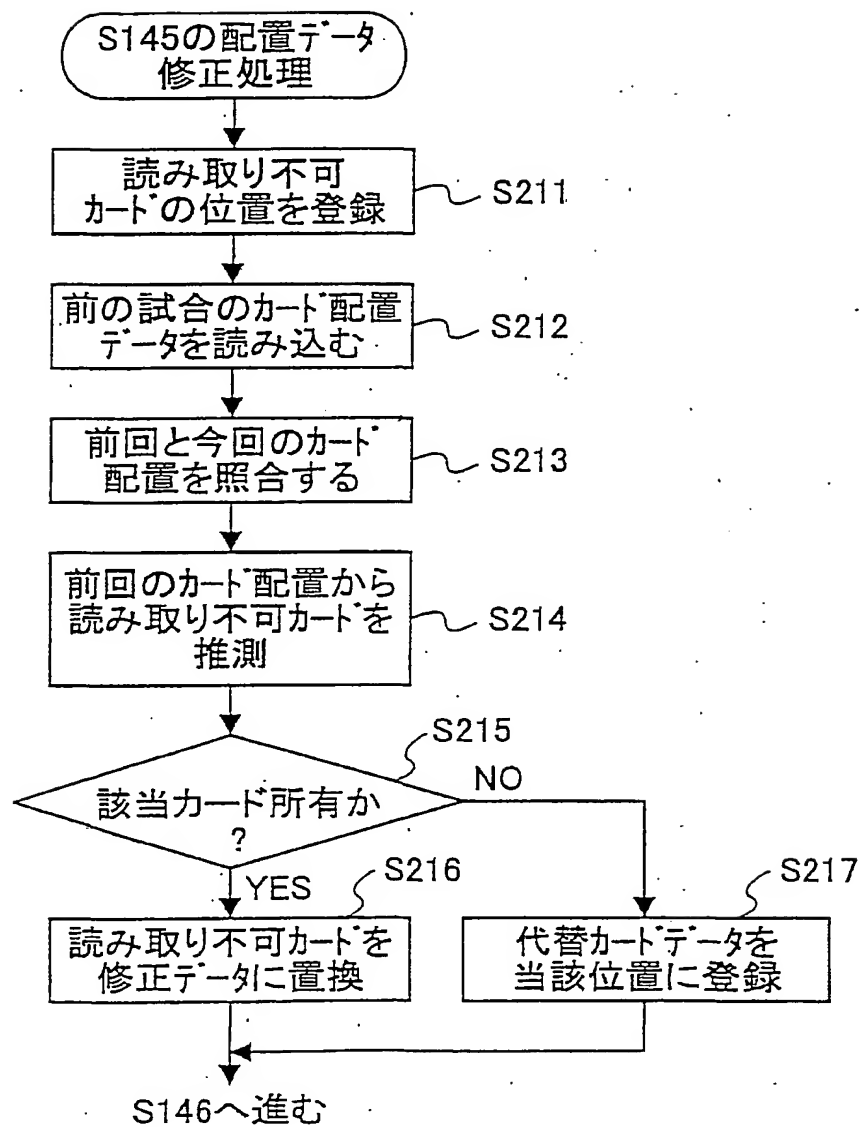 S145の配置データ
修正処理
読み取り不可
カードの位置を登録
S211
前の試合のカード配置
データを読み込む
S212
前回と今回のカード
配置を照合する
S213
前回のカード配置から
読み取り不可カードを
推測
S214
S215
該当カード所有か
?
NO
YES
S216
読み取り不可カードを
修正データに置換
S217
代替カードデータを
当該位置に登録
S146へ進む